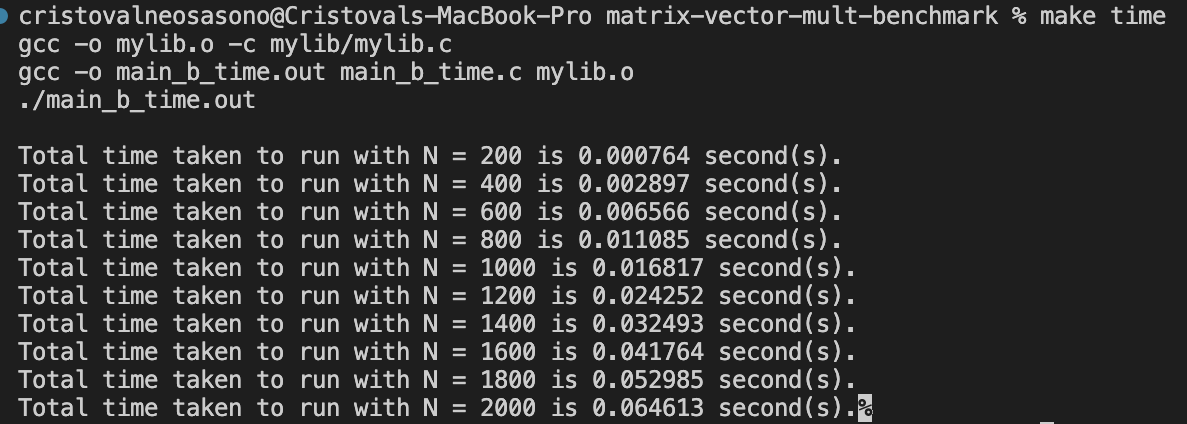 cristovalneosasono@Cristovals-MacBook-Pro matrix-vector-mult-benchmark % make time
gcc -o mylib.o -c mylib/mylib.c
gcc -o main_b_time.out main_b_time.c mylib.o
./main_b_time.out
Total time taken to run with N = 200 is 0.000764 second(s).
Total time taken to run with N = 400 is 0.002897 second(s).
Total time taken to run with N = 600 is 0.006566 second(s).
Total time taken to run with N = 800 is 0.011085 second(s).
Total time taken to run with N = 1000 is 0.016817 second(s).
Total time taken to run with N = 1200 is 0.024252 second(s).
Total time taken to run with N = 1400 is 0.032493 second(s).
Total time taken to run with N = 1600 is 0.041764 second(s).
Total time taken to run with N = 1800 is 0.052985 second(s).
Total time taken to run with N = 2000 is 0.064613 second(s).%